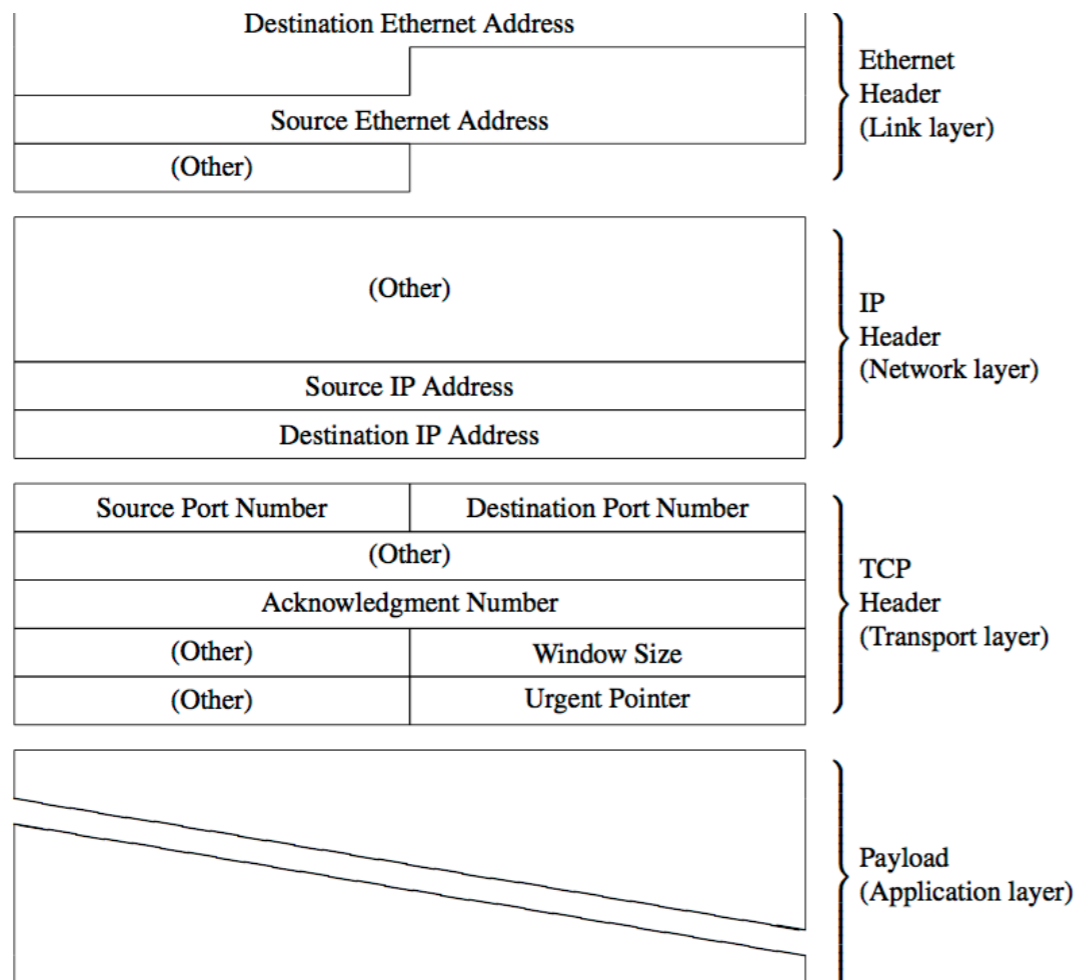 Destination Ethernet Address
Source Ethernet Address
(Other)
Ethernet
Header
(Link layer)
(Other)
Source IP Address
Destination IP Address
IP
Header
(Network layer)
Source Port Number
Destination Port Number
(Other)
Acknowledgment Number
(Other)
Window Size
(Other)
Urgent Pointer
TCP
Header
(Transport layer)
Payload
(Application layer)